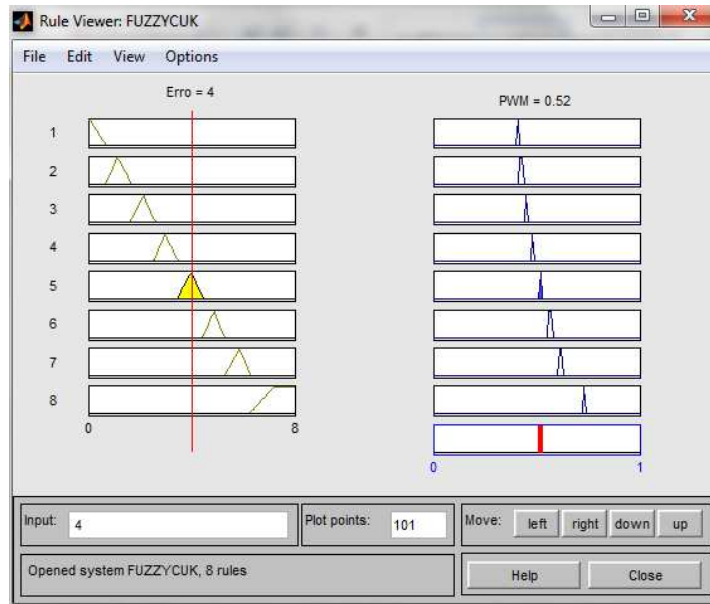 Rule Viewer: FUZZYCUK
File Edit View Options
Erro = 4
PWM = 0.52
1
2
3
4
5
6
7
8
0 8
0 1
Input: 4
Plot points: 101
Move: left right down up
Opened system FUZZYCUK, 8 rules
Help Close